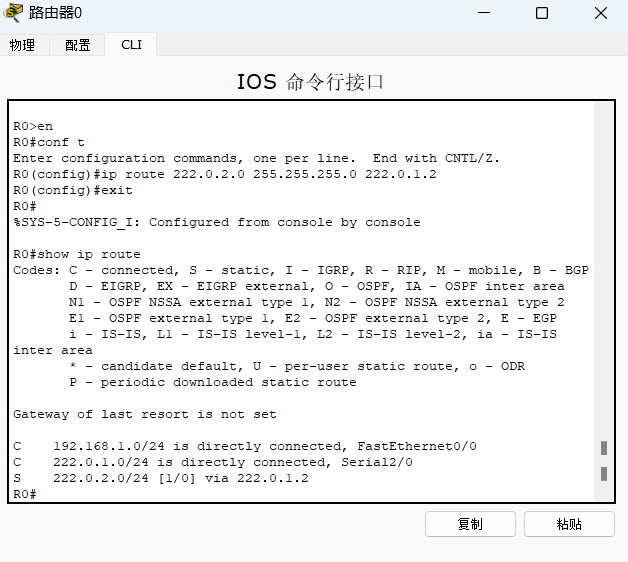 路由器0
物理 配置 CLI
IOS 命令行接口
R0>en
R0#conf t
Enter configuration commands, one per line.  End with CNTL/Z.
R0(config)#ip route 222.0.2.0 255.255.255.0 222.0.1.2
R0(config)#exit
R0#
%SYS-5-CONFIG_I: Configured from console by console
R0#show ip route
Codes: C - connected, S - static, I - IGRP, R - RIP, M - mobile, B - BGP
       D - EIGRP, EX - EIGRP external, O - OSPF, IA - OSPF inter area
       N1 - OSPF NSSA external type 1, N2 - OSPF NSSA external type 2
       E1 - OSPF external type 1, E2 - OSPF external type 2, E - EGP
       i - IS-IS, L1 - IS-IS level-1, L2 - IS-IS level-2, ia - IS-IS
inter area
       * - candidate default, U - per-user static route, o - ODR
       P - periodic downloaded static route
Gateway of last resort is not set
C    192.168.1.0/24 is directly connected, FastEthernet0/0
C    222.0.1.0/24 is directly connected, Serial2/0
S    222.0.2.0/24 [1/0] via 222.0.1.2
R0#
复制 粘贴